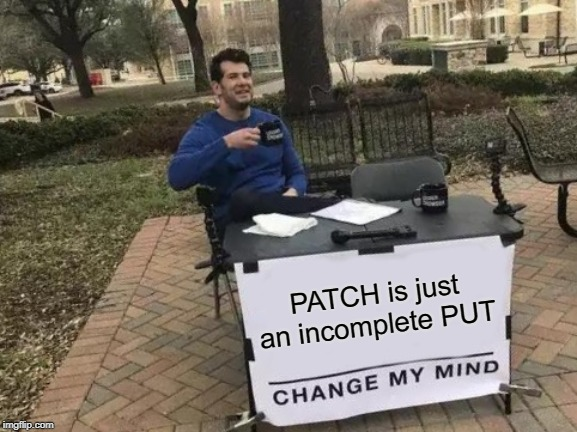 PATCH is just
an incomplete PUT
CHANGE MY MIND
imgflip.com